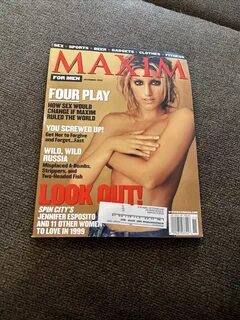 SEX • SPORTS • BEER • GADGETS • CLOTHES • FITNESS
MAXIM
FOR MEN
FOUR PLAY
HOW SEX WOULD
CHANGE IF MAXIM
RULED THE WORLD
YOU SCREWED UP!
Get Her to Forgive
and Forget...Fast
WILD, WILD
RUSSIA
Misplaced A-Bombs,
Strippers, and
Two-Headed Fish
LOOK OUT!
SPIN CITY'S
JENNIFER ESPOSITO
AND 11 OTHER WOMEN
TO LOVE IN 1999